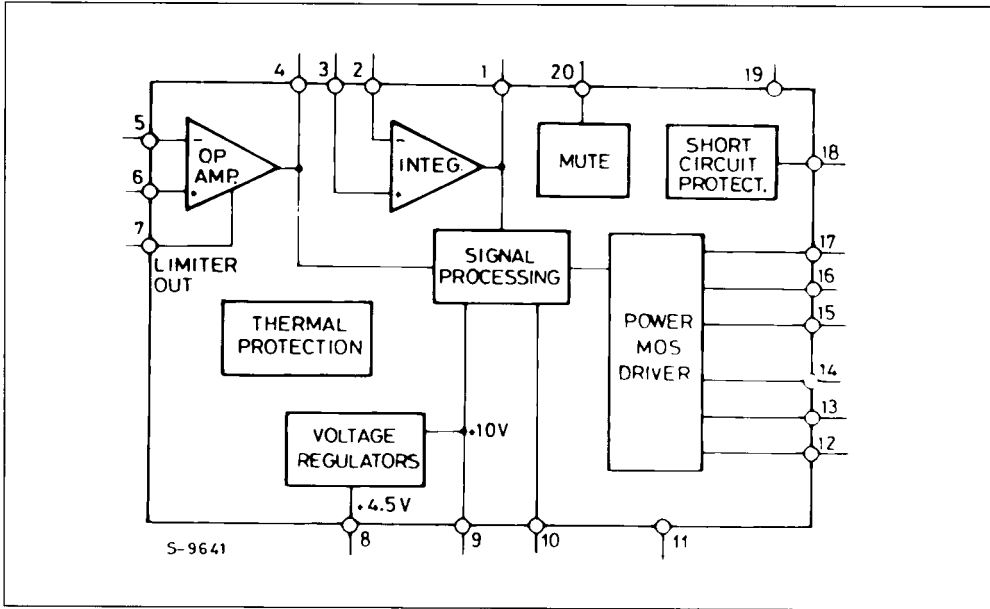 4
3
2
1
20
19
5
6
7
-
+
OP
AMP.
-
+
INTEG.
MUTE
SHORT
CIRCUIT
PROTECT.
18
LIMITER
OUT
SIGNAL
PROCESSING
17
16
15
14
13
12
POWER
MOS
DRIVER
THERMAL
PROTECTION
VOLTAGE
REGULATORS
+10V
+4.5V
8
9
10
11
S-9641